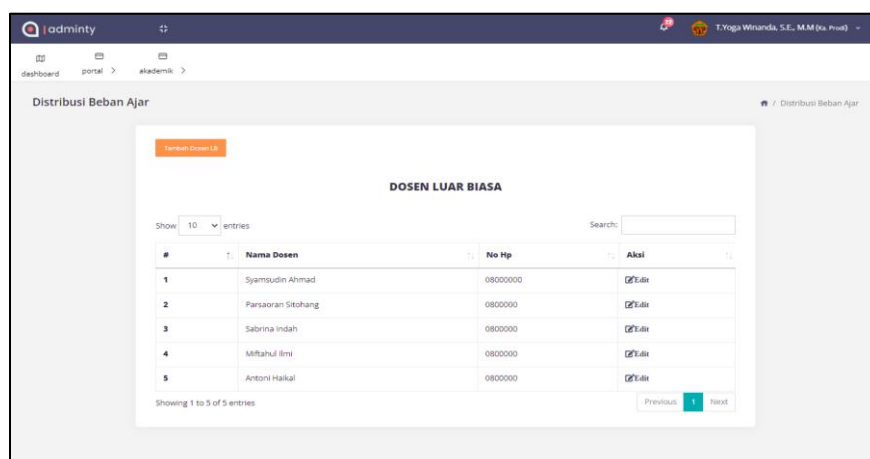 adminty
T.Yoga Winanda, S.E., M.M (Ka. Prodi)
dashboard portal > akademik >
Distribusi Beban Ajar
/ Distribusi Beban Ajar
Tambah Dosen LB
DOSEN LUAR BIASA
Show 10 entries Search:
# Nama Dosen No Hp Aksi
1 Syamsudin Ahmad 08000000 Edit
2 Parsaoran Sitohang 0800000 Edit
3 Sabrina Indah 0800000 Edit
4 Miftahul Ilmi 0800000 Edit
5 Antoni Haikal 0800000 Edit
Showing 1 to 5 of 5 entries Previous 1 Next